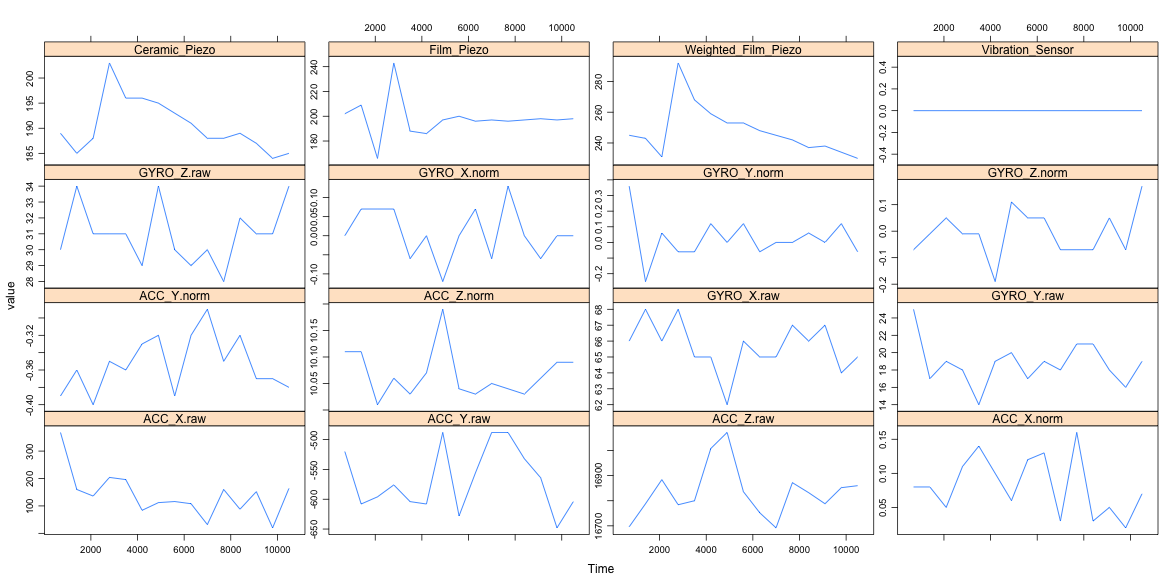 2000 4000 6000 8000 10000 2000 4000 6000 8000 10000
Ceramic_Piezo Film_Piezo Weighted_Film_Piezo Vibration_Sensor
185 190 195 200
180 200 220 240
240 260 280
-0.4 -0.2 0.0 0.2 0.4
GYRO_Z.raw GYRO_X.norm GYRO_Y.norm GYRO_Z.norm
28 29 30 31 32 33 34
-0.10 0.00 0.05 0.10
-0.2 0.0 0.1 0.2 0.3
-0.2 -0.1 0.0 0.1
value
ACC_Y.norm ACC_Z.norm GYRO_X.raw GYRO_Y.raw
-0.40 -0.36 -0.32
10.05 10.10 10.15
62 63 64 65 66 67 68
14 16 18 20 22 24
ACC_X.raw ACC_Y.raw ACC_Z.raw ACC_X.norm
100 200 300
-650 -600 -550 -500
16700 16900
0.05 0.10 0.15
2000 4000 6000 8000 10000 2000 4000 6000 8000 10000
Time